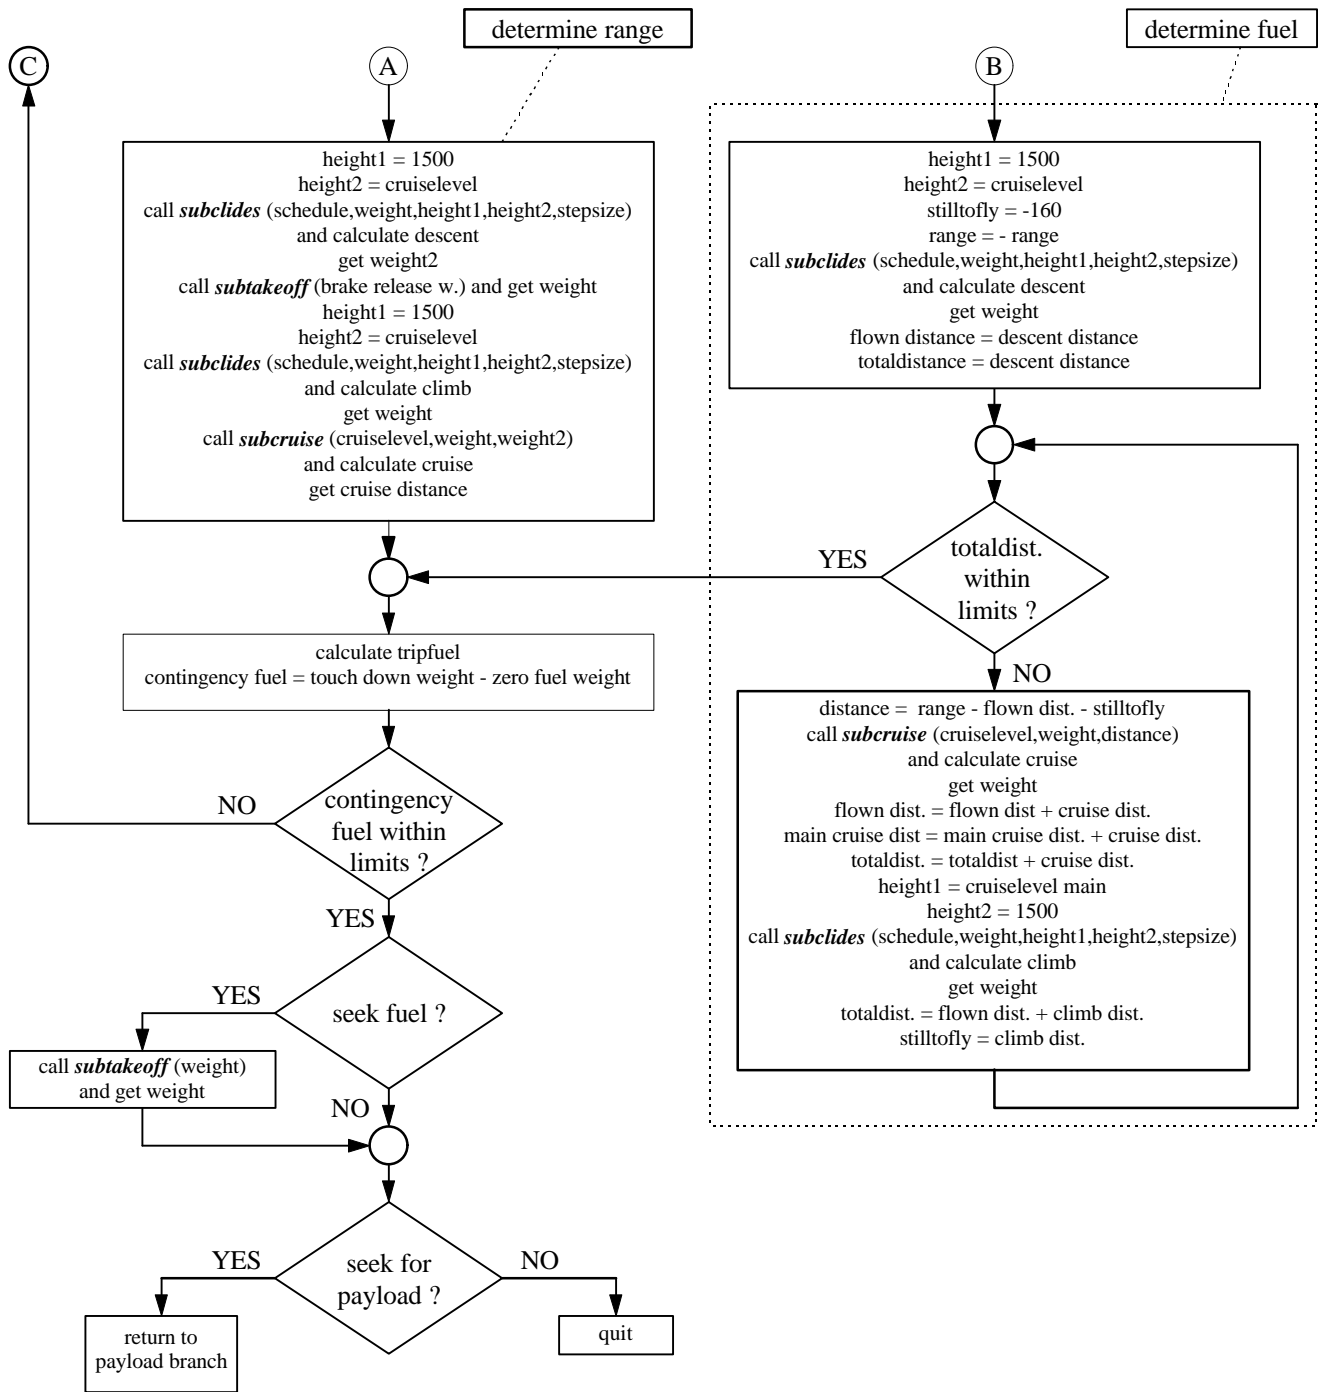 determine range
determine fuel
C
A
B
height1 = 1500
height2 = cruiselevel
call subclides (schedule,weight,height1,height2,stepsize)
and calculate descent
get weight2
call subtakeoff (brake release w.) and get weight
height1 = 1500
height2 = cruiselevel
call subclides (schedule,weight,height1,height2,stepsize)
and calculate climb
get weight
call subcruise (cruiselevel,weight,weight2)
and calculate cruise
get cruise distance
height1 = 1500
height2 = cruiselevel
stilltofly = -160
range = - range
call subclides (schedule,weight,height1,height2,stepsize)
and calculate descent
get weight
flown distance = descent distance
totaldistance = descent distance
YES
totaldist.
within
limits ?
NO
calculate tripfuel
contingency fuel = touch down weight - zero fuel weight
distance =  range - flown dist. - stilltofly
call subcruise (cruiselevel,weight,distance)
and calculate cruise
get weight
flown dist. = flown dist + cruise dist.
main cruise dist = main cruise dist. + cruise dist.
totaldist. = totaldist + cruise dist.
height1 = cruiselevel main
height2 = 1500
call subclides (schedule,weight,height1,height2,stepsize)
and calculate climb
get weight
totaldist. = flown dist. + climb dist.
stilltofly = climb dist.
NO
contingency
fuel within
limits ?
YES
YES
seek fuel ?
call subtakeoff (weight)
and get weight
NO
YES
seek for
payload ?
NO
return to
payload branch
quit